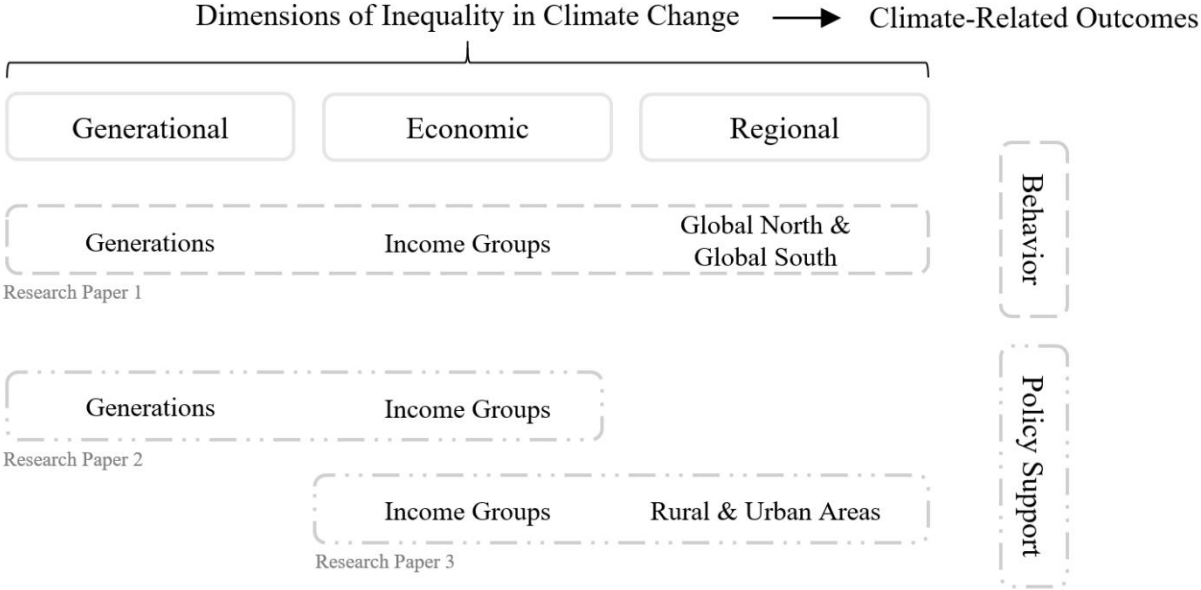 Dimensions of Inequality in Climate Change
Climate-Related Outcomes
Generational
Economic
Regional
Generations
Income Groups
Global North &
Global South
Research Paper 1
Behavior
Generations
Income Groups
Research Paper 2
Income Groups
Rural & Urban Areas
Research Paper 3
Policy Support